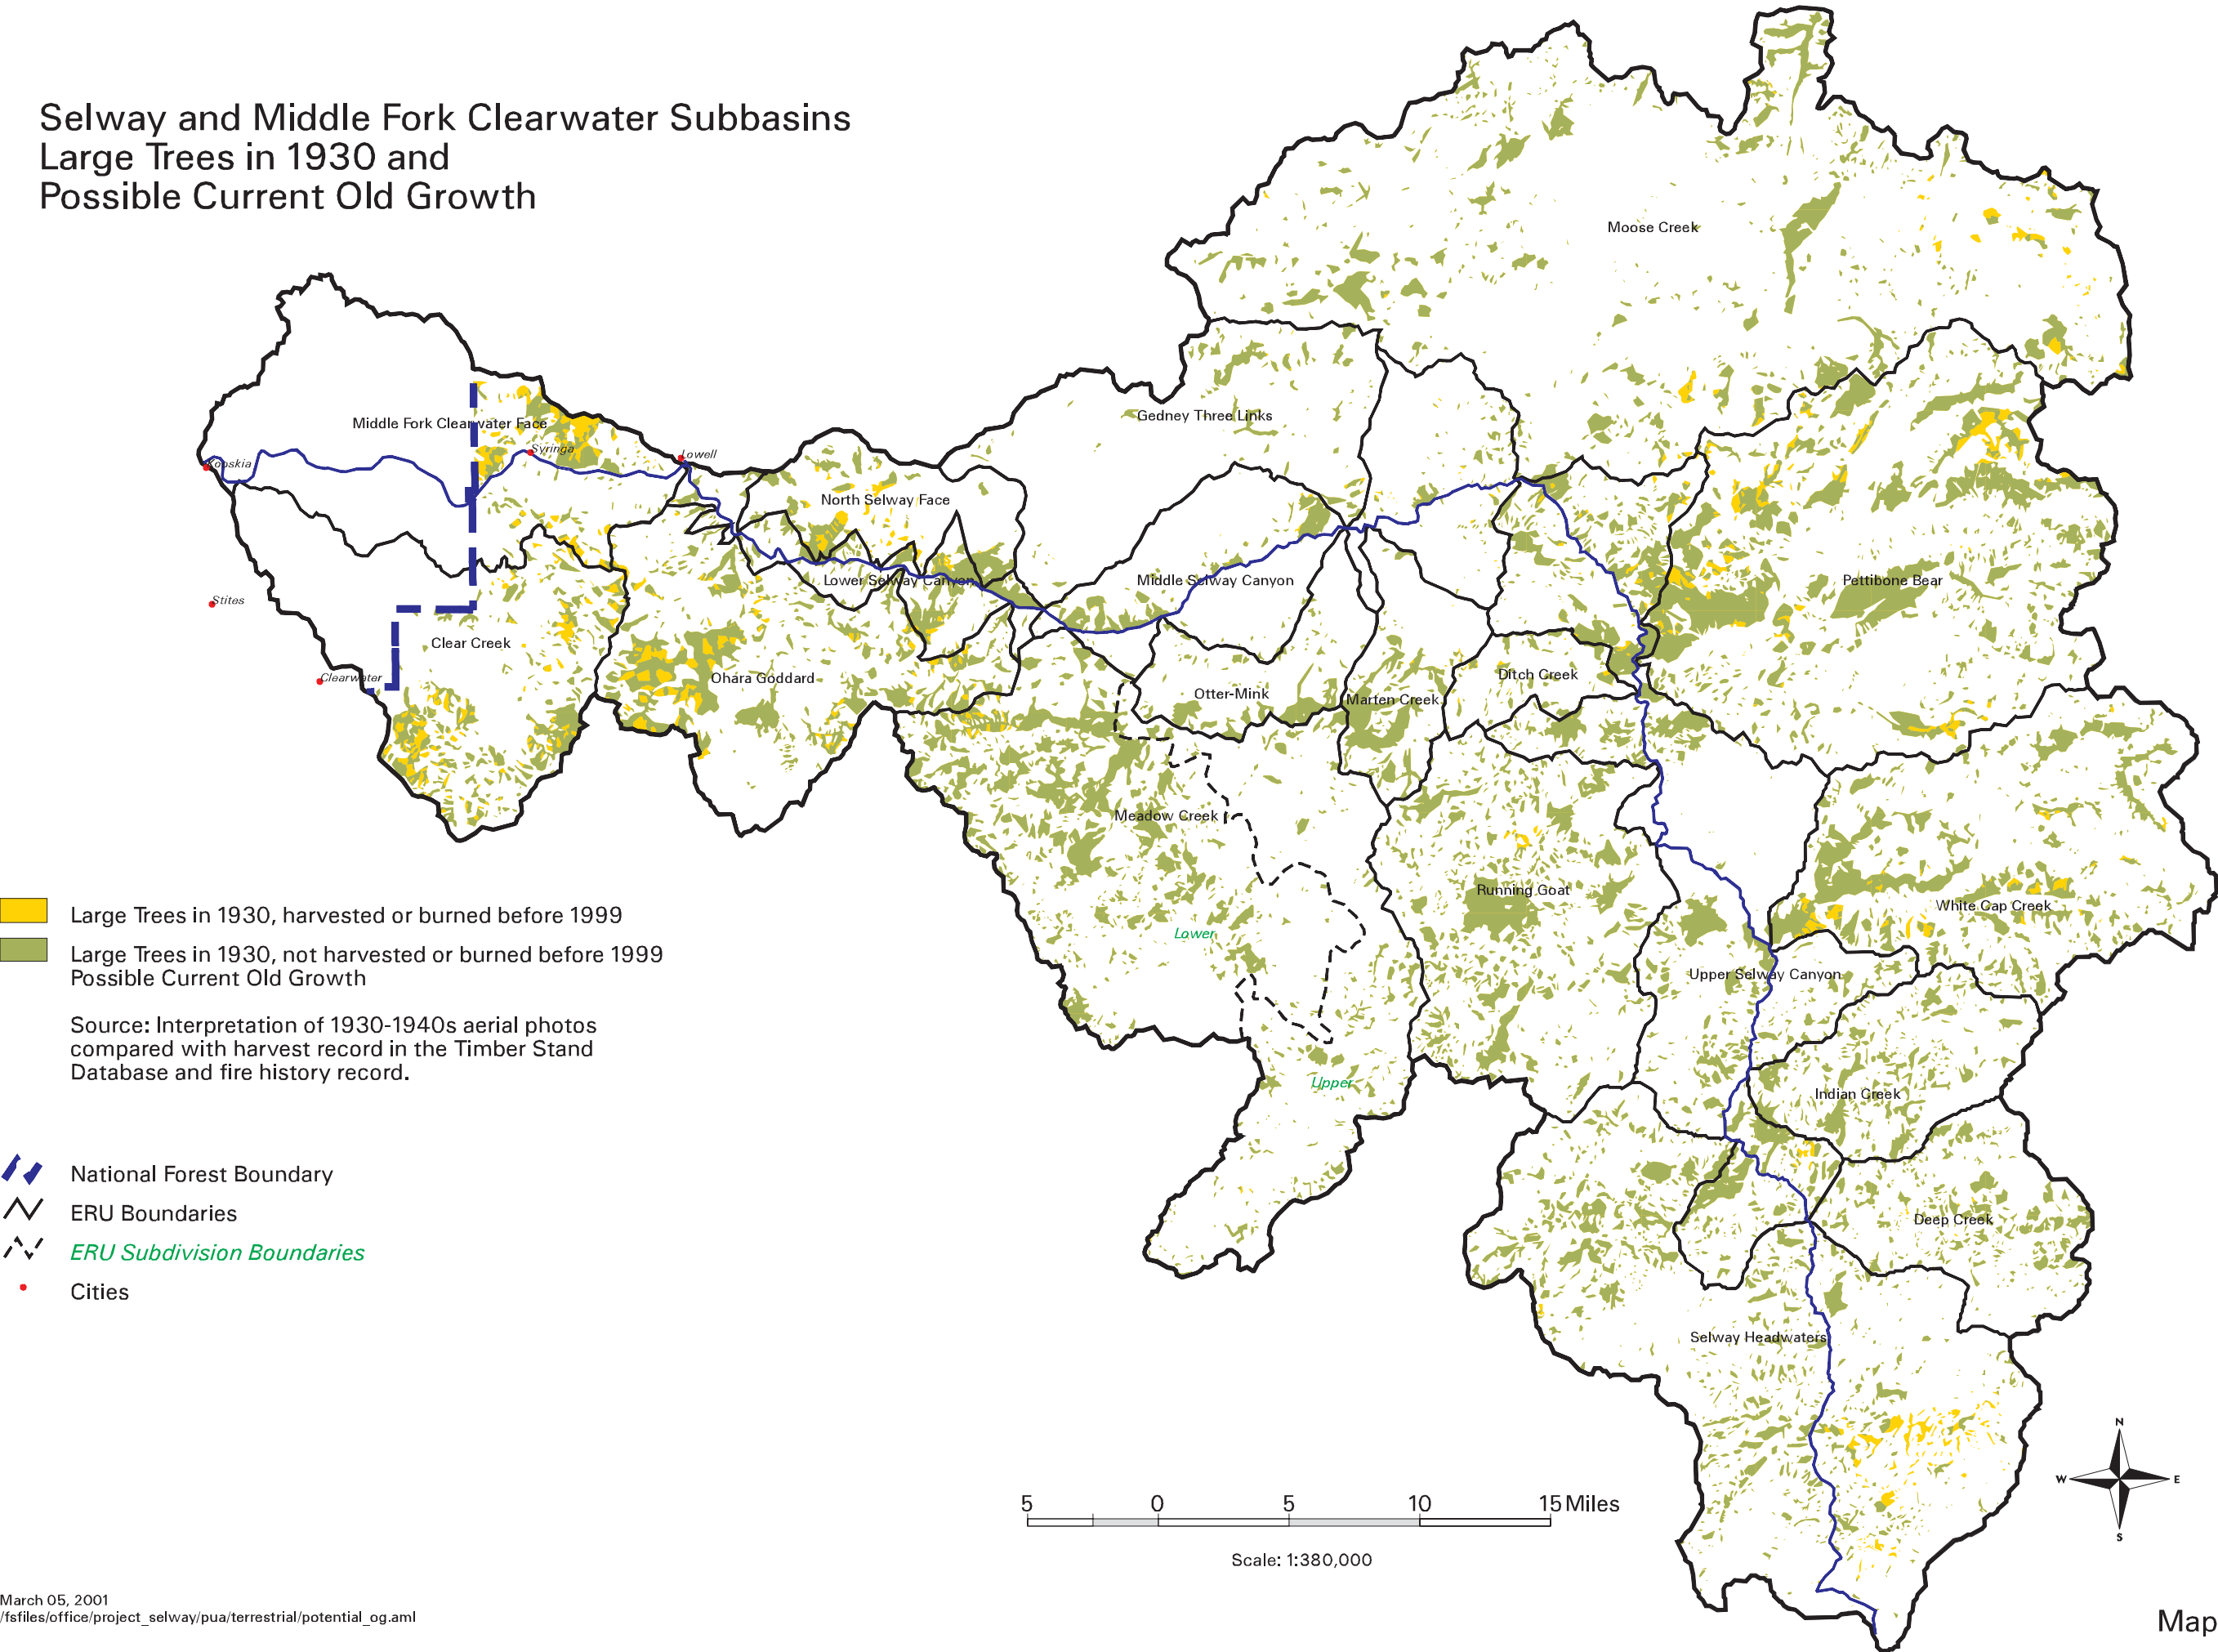 Selway and Middle Fork Clearwater Subbasins
Large Trees in 1930 and
Possible Current Old Growth
Moose Creek
Gedney Three Links
Middle Fork Clearwater Face
Syringa
Lowell
Kooskia
North Selway Face
Lower Selway Canyon
Middle Selway Canyon
Pettibone Bear
Stites
Clear Creek
Clearwater
Ohara Goddard
Otter-Mink
Marten Creek
Ditch Creek
Meadow Creek
Running Goat
White Cap Creek
Lower
Upper Selway Canyon
Upper
Indian Creek
Deep Creek
Selway Headwaters
Large Trees in 1930, harvested or burned before 1999
Large Trees in 1930, not harvested or burned before 1999
Possible Current Old Growth
Source: Interpretation of 1930-1940s aerial photos
compared with harvest record in the Timber Stand
Database and fire history record.
National Forest Boundary
ERU Boundaries
ERU Subdivision Boundaries
Cities
N
W E
S
5 0 5 10 15 Miles
Scale: 1:380,000
March 05, 2001
/fsfiles/office/project_selway/pua/terrestrial/potential_og.aml
Map